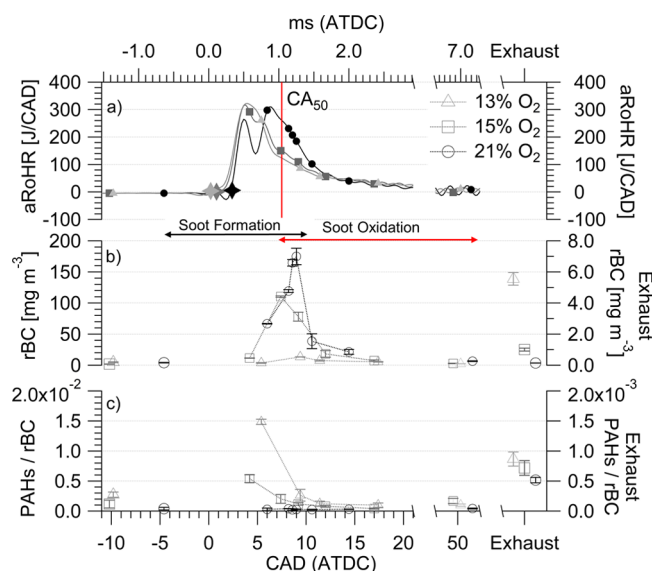 ms (ATDC)
-1.0 0.0 1.0 2.0 7.0 Exhaust
a)
aRoHR [J/CAD]
400
300
200
100
0
-100
CA50
13% O2
15% O2
21% O2
400
300
200
100
0
-100
aRoHR [J/CAD]
Soot Formation
Soot Oxidation
b)
rBC [mg m-3]
200
150
100
50
0
8.0
6.0
4.0
2.0
0.0
Exhaust
rBC [mg m-3]
c)
PAHs / rBC
2.0x10-2
1.5
1.0
0.5
0.0
2.0x10-3
1.5
1.0
0.5
0.0
Exhaust
PAHs / rBC
-10 -5 0 5 10 15 20 50 Exhaust
CAD (ATDC)